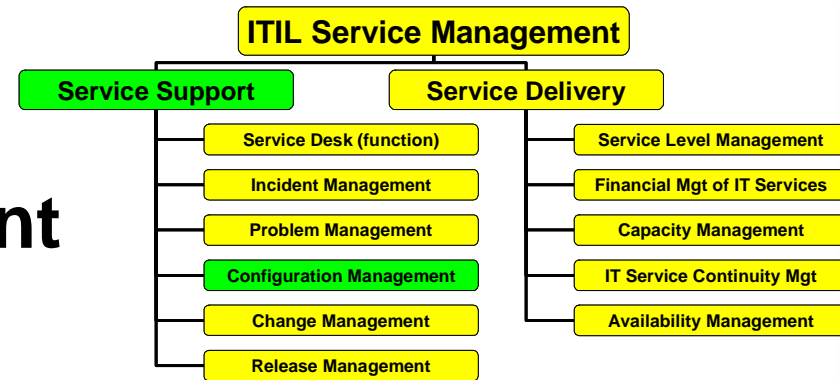 ITIL Service Management
Service Support
Service Delivery
Service Desk (function)
Incident Management
Problem Management
Configuration Management
Change Management
Release Management
Service Level Management
Financial Mgt of IT Services
Capacity Management
IT Service Continuity Mgt
Availability Management
nt